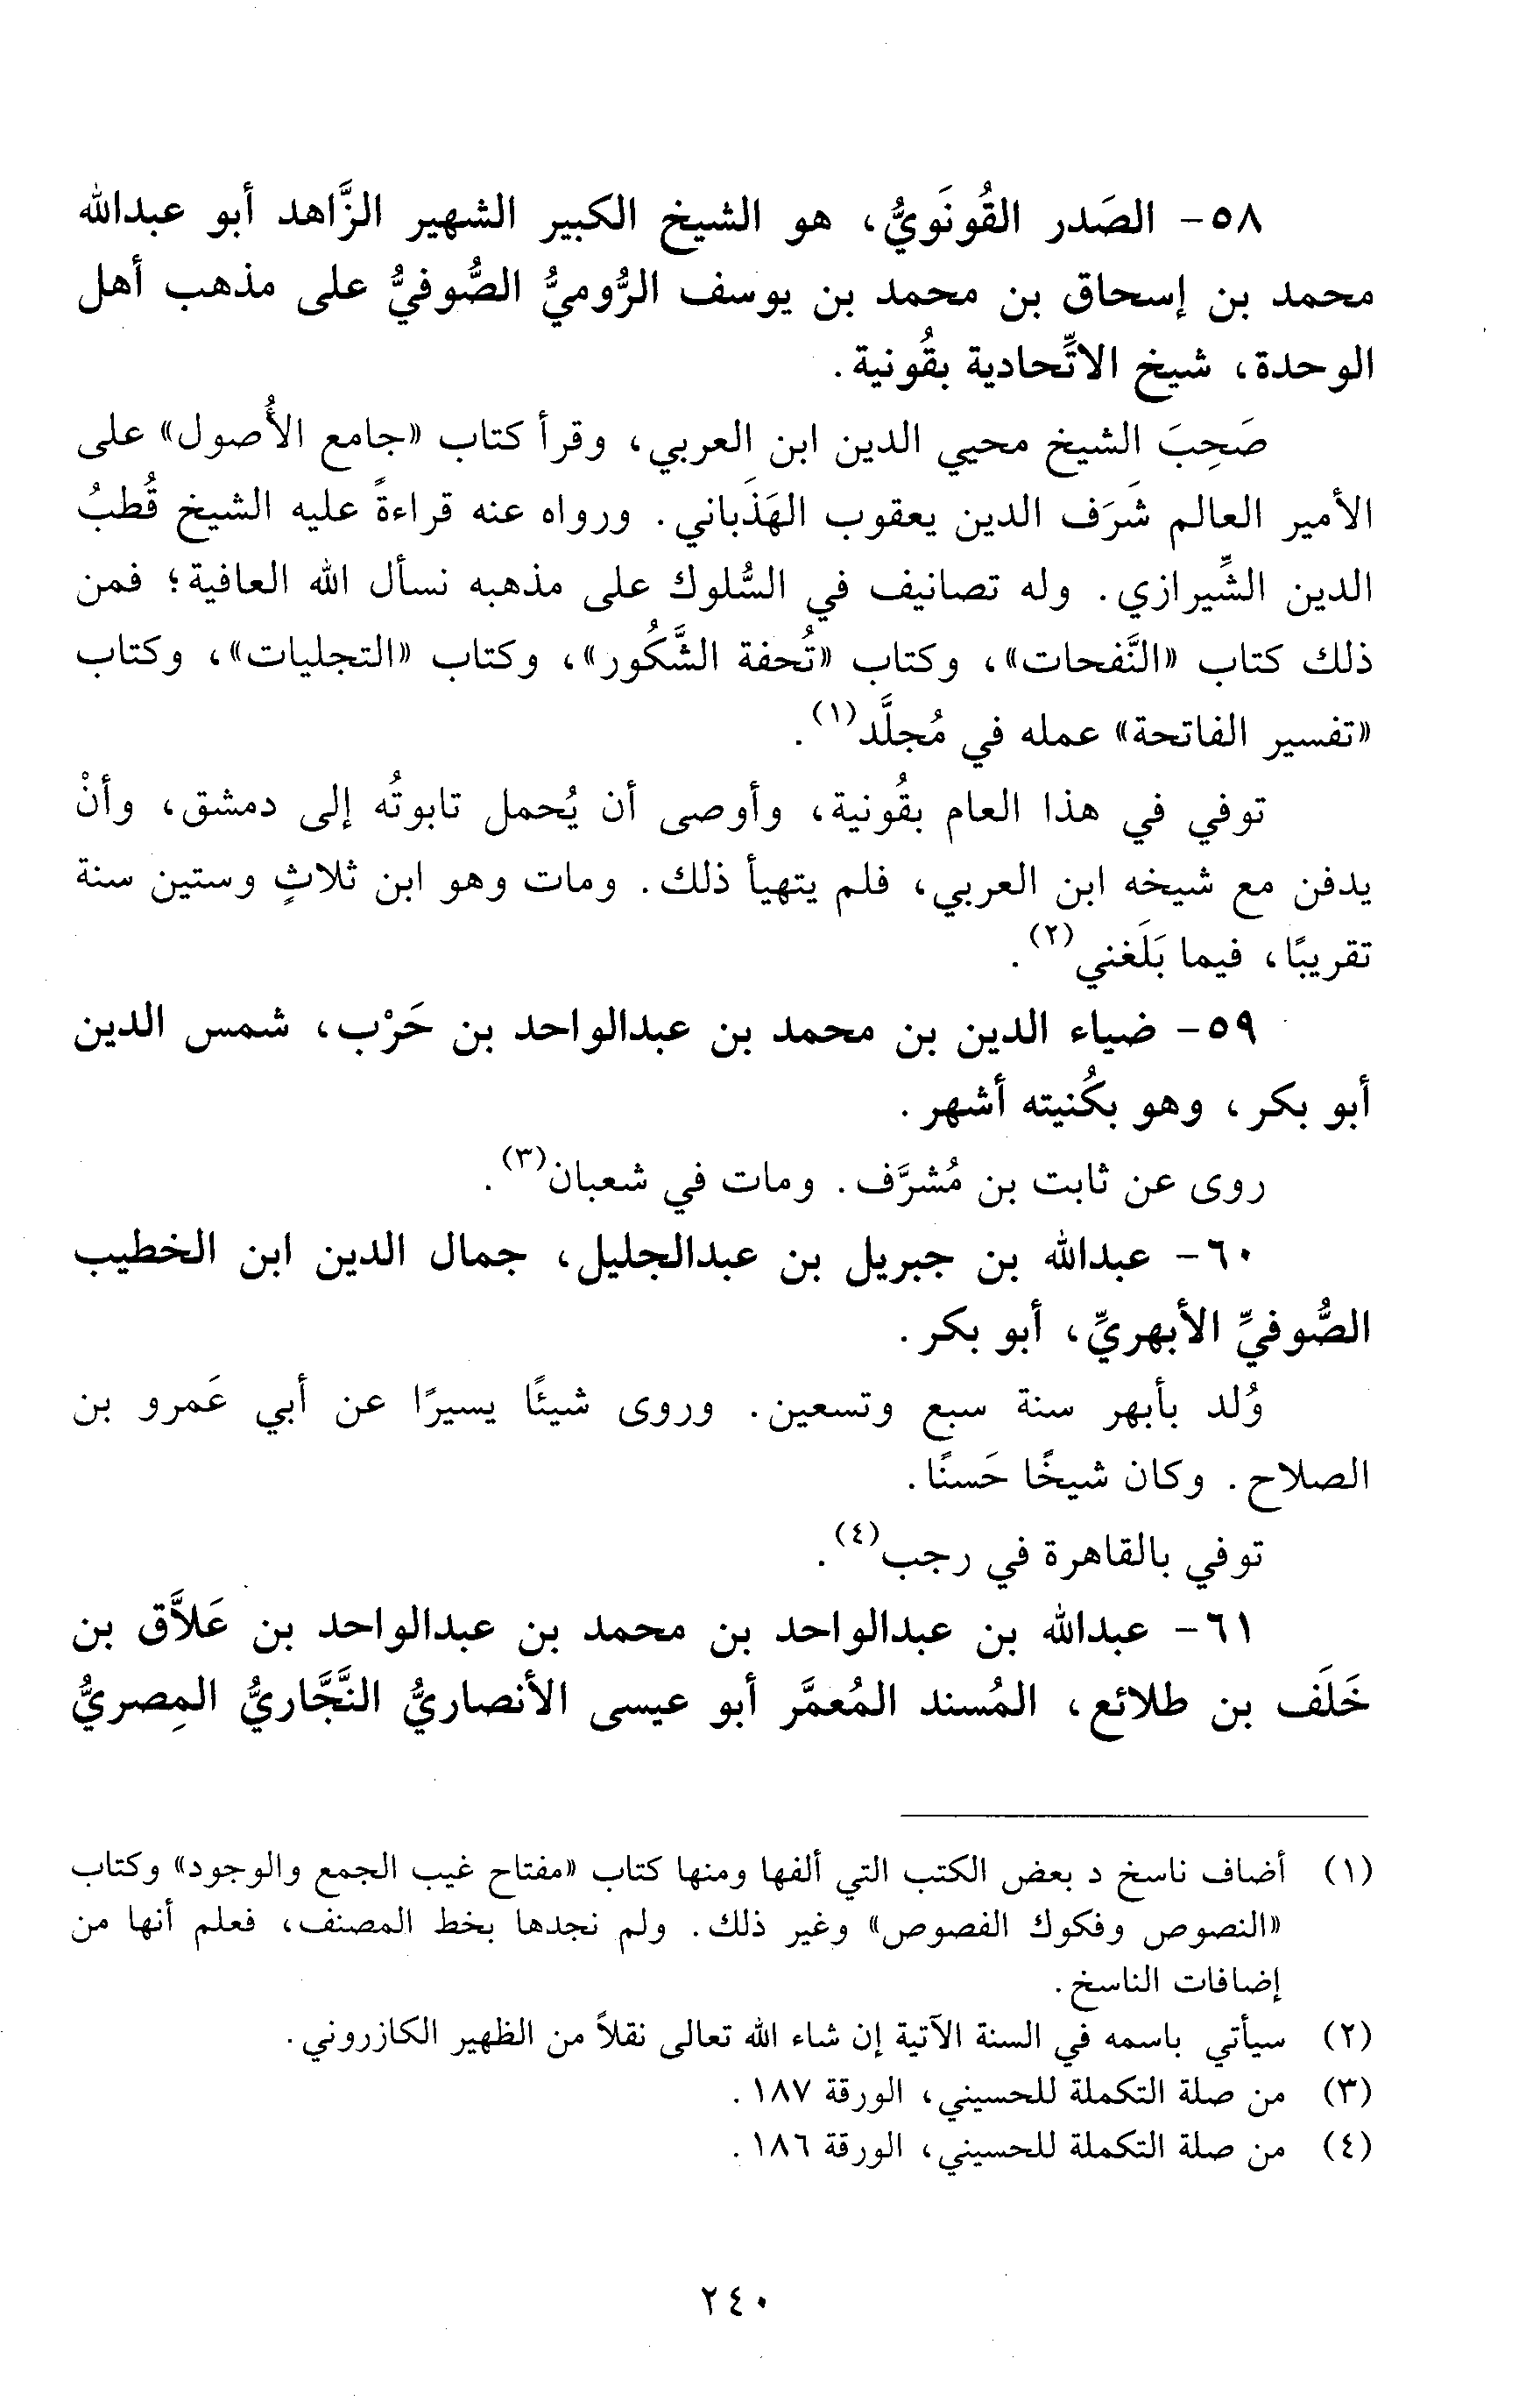 ٥٨- الصَدر القُونَويُّ، هو الشيخ الكبير الشهير الزَّاهد أبو عبدالله
محمد بن إسحاق بن محمد بن يوسف الرُّوميُّ الصُّوفيُّ على مذهب أهل
الوحدة، شيخ الاتِّحادية بقُونية.
صَحِبَ الشيخ محيي الدين ابن العربي، وقرأ كتاب «جامع الأُصول» على
الأمير العالم شَرَف الدين يعقوب الهَذَباني. ورواه عنه قراءةً عليه الشيخ قُطبُ
الدين الشِّيرازي. وله تصانيف في السُّلوك على مذهبه نسأل الله العافية؛ فمن
ذلك كتاب «النَّفحات»، وكتاب «تُحفة الشَّكُور»، وكتاب «التجليات»، وكتاب
«تفسير الفاتحة» عمله في مُجلَّد(١).
توفي في هذا العام بقُونية، وأوصى أن يُحمل تابوتُه إلى دمشق، وأنْ
يدفن مع شيخه ابن العربي، فلم يتهيأ ذلك. ومات وهو ابن ثلاثٍ وستين سنة
تقريبًا، فيما بَلَغني(٢).
٥٩- ضياء الدين بن محمد بن عبدالواحد بن حَرْب، شمس الدين
أبو بكر، وهو بكُنيته أشهر.
روى عن ثابت بن مُشرَّف. ومات في شعبان(٣).
٦٠- عبدالله بن جبريل بن عبدالجليل، جمال الدين ابن الخطيب
الصُّوفيِّ الأبهريِّ، أبو بكر.
وُلد بأبهر سنة سبع وتسعين. وروى شيئًا يسيرًا عن أبي عَمرو بن
الصلاح. وكان شيخًا حَسنًا.
توفي بالقاهرة في رجب(٤).
٦١- عبدالله بن عبدالواحد بن محمد بن عبدالواحد بن عَلاَّق بن
خَلَف بن طلائع، المُسند المُعمَّر أبو عيسى الأنصاريُّ النَّجَّاريُّ المِصريُّ
(١) أضاف ناسخ د بعض الكتب التي ألفها ومنها كتاب «مفتاح غيب الجمع والوجود» وكتاب
«النصوص وفكوك الفصوص» وغير ذلك. ولم نجدها بخط المصنف، فعلم أنها من
إضافات الناسخ.
(٢) سيأتي باسمه في السنة الآتية إن شاء الله تعالى نقلاً من الظهير الكازروني.
(٣) من صلة التكملة للحسيني، الورقة ١٨٧.
(٤) من صلة التكملة للحسيني، الورقة ١٨٦.
٢٤٠